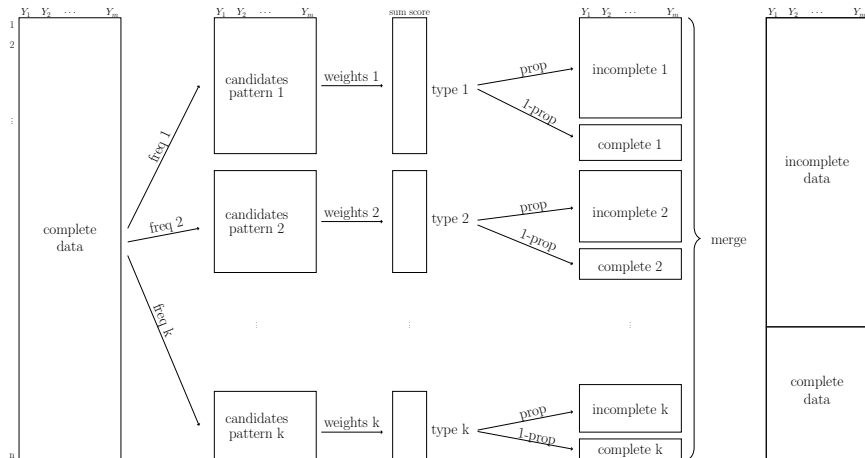 Y1 Y2 ⋯ Ym
Y1 Y2 ⋯ Ym
sum score
Y1 Y2 ⋯ Ym
Y1 Y2 ⋯ Ym
1
2
⋮
n
complete
data
freq 1
freq 2
freq k
candidates
pattern 1
weights 1
type 1
prop
1-prop
incomplete 1
complete 1
candidates
pattern 2
weights 2
type 2
prop
1-prop
incomplete 2
complete 2
⋮
⋮
⋮
candidates
pattern k
weights k
type k
prop
1-prop
incomplete k
complete k
merge
incomplete
data
complete
data